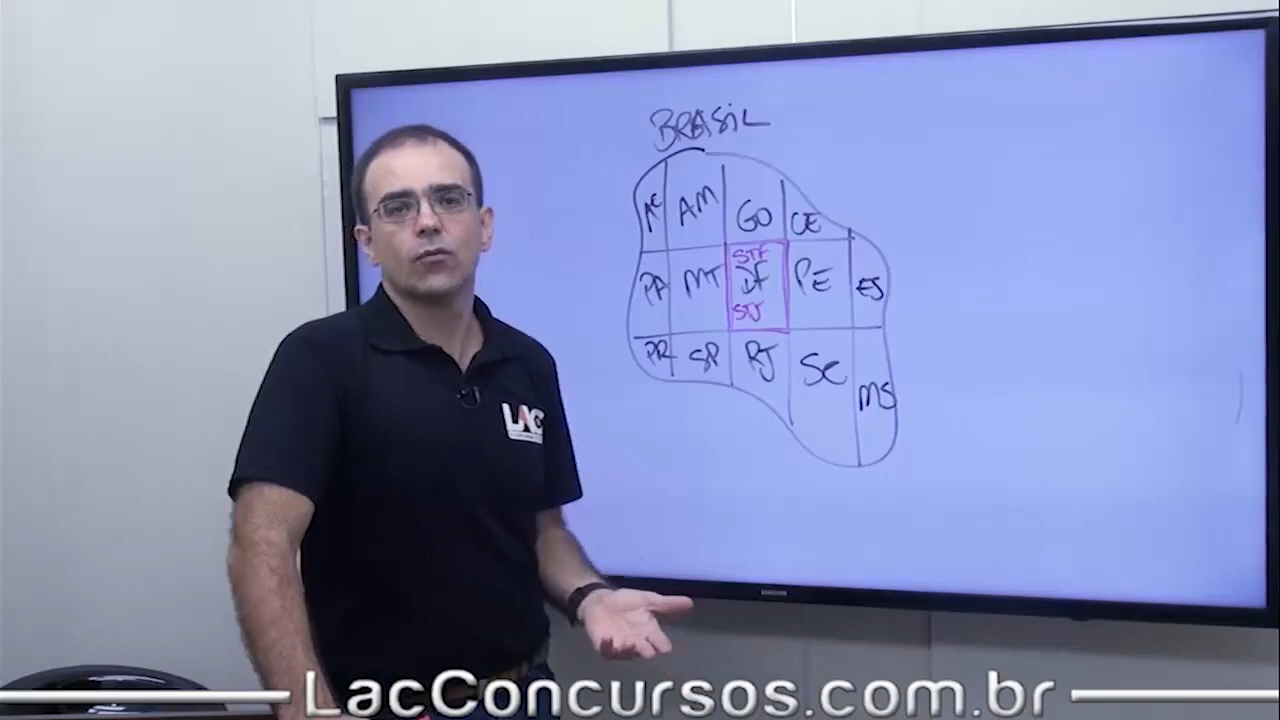 BRASIL
AC AM GO CE
STF
PA MT DF PE ES
STJ
PR SP RJ SC
MS
LAC
SAMSUNG
LacConcursos.com.br